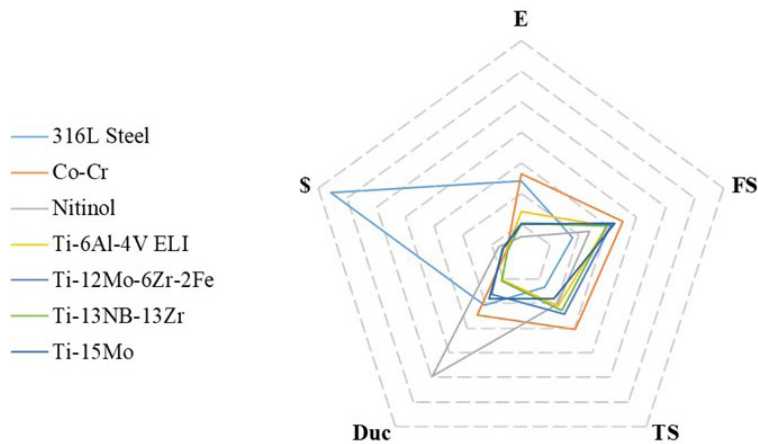 E
316L Steel
Co-Cr
$
FS
Nitinol
Ti-6Al-4V ELI
Ti-12Mo-6Zr-2Fe
Ti-13NB-13Zr
Ti-15Mo
Duc
TS